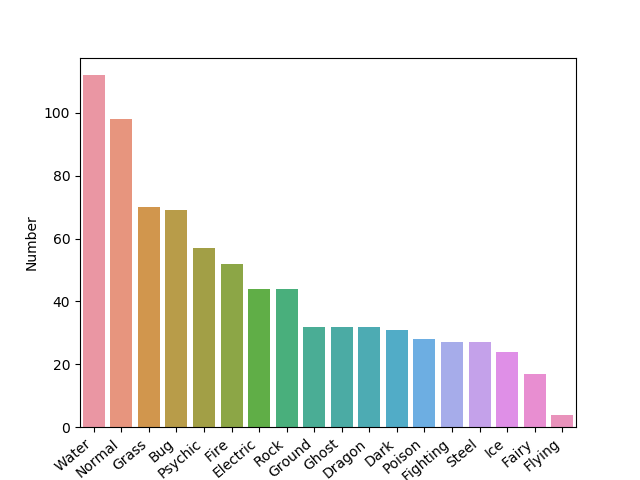 100
80
60
40
20
0
Number
Water
Normal
Grass
Bug
Psychic
Fire
Electric
Rock
Ground
Ghost
Dragon
Dark
Poison
Fighting
Steel
Ice
Fairy
Flying